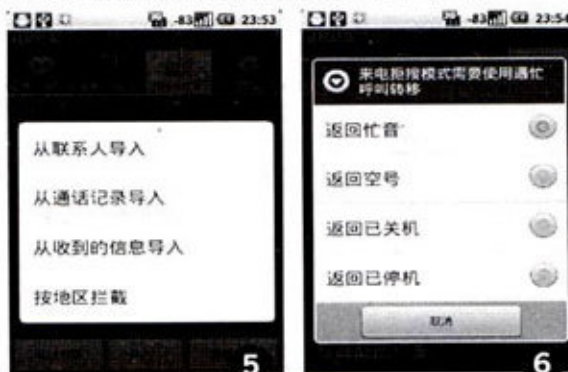 -83 23:53
从联系人导入
从通话记录导入
从收到的信息导入
按地区拦截
5
-83 23:54
来电拒接模式需要使用遇忙
呼叫转移
返回忙音
返回空号
返回已关机
返回已停机
取消
6